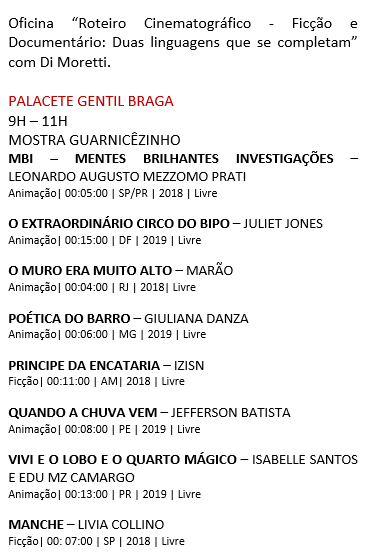 Oficina “Roteiro Cinematográfico - Ficção e
Documentário: Duas linguagens que se completam”
com Di Moretti.
PALACETE GENTIL BRAGA
9H – 11H
MOSTRA GUARNICÊZINHO
MBI – MENTES BRILHANTES INVESTIGAÇÕES –
LEONARDO AUGUSTO MEZZOMO PRATI
Animação| 00:05:00 | SP/PR | 2018 | Livre
O EXTRAORDINÁRIO CIRCO DO BIPO – JULIET JONES
Animação| 00:15:00 | DF | 2019 | Livre
O MURO ERA MUITO ALTO – MARÃO
Animação| 00:04:00 | RJ | 2018| Livre
POÉTICA DO BARRO – GIULIANA DANZA
Animação| 00:06:00 | MG | 2019 | Livre
PRINCIPE DA ENCATARIA – IZISN
Ficção| 00:11:00 | AM| 2018 | Livre
QUANDO A CHUVA VEM – JEFFERSON BATISTA
Animação| 00:08:00 | PE | 2019 | Livre
VIVI E O LOBO E O QUARTO MÁGICO – ISABELLE SANTOS
E EDU MZ CAMARGO
Animação| 00:13:00 | PR | 2019 | Livre
MANCHE – LIVIA COLLINO
Ficção| 00: 07:00 | SP | 2018 | Livre